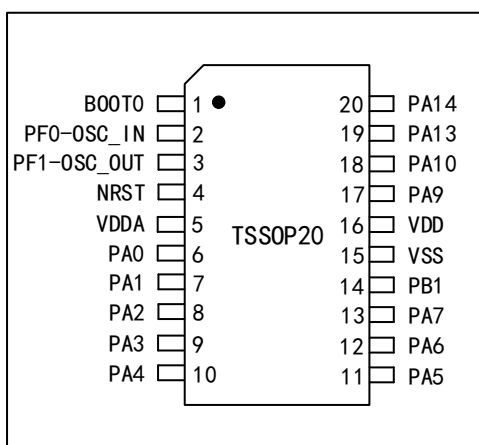 BOOT0 1 20 PA14
PF0-OSC_IN 2 19 PA13
PF1-OSC_OUT 3 18 PA10
NRST 4 17 PA9
VDDA 5 16 VDD
TSSOP20
PA0 6 15 VSS
PA1 7 14 PB1
PA2 8 13 PA7
PA3 9 12 PA6
PA4 10 11 PA5